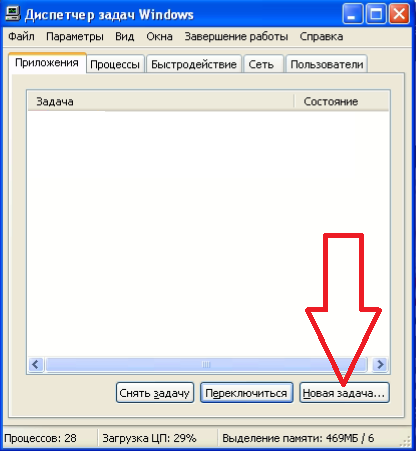 Диспетчер задач Windows
Файл Параметры Вид Окна Завершение работы Справка
Приложения Процессы Быстродействие Сеть Пользователи
Задача Состояние
Снять задачу Переключиться Новая задача...
Процессов: 28 Загрузка ЦП: 29% Выделение памяти: 469МБ / 6